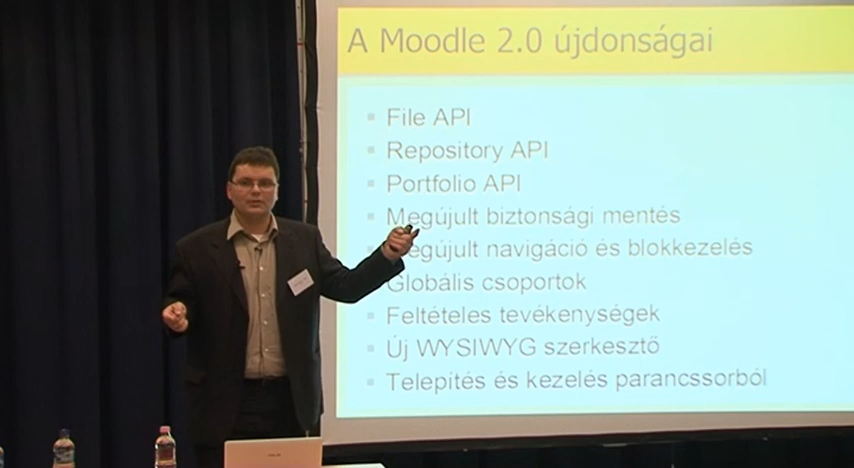 A Moodle 2.0 újdonságai
File API
Repository API
Portfolio API
Megújult biztonsági mentés
Megújult navigáció és blokkezelés
Globális csoportok
Feltételes tevékenységek
Új WYSIWYG szerkesztő
Telepítés és kezelés parancssorból